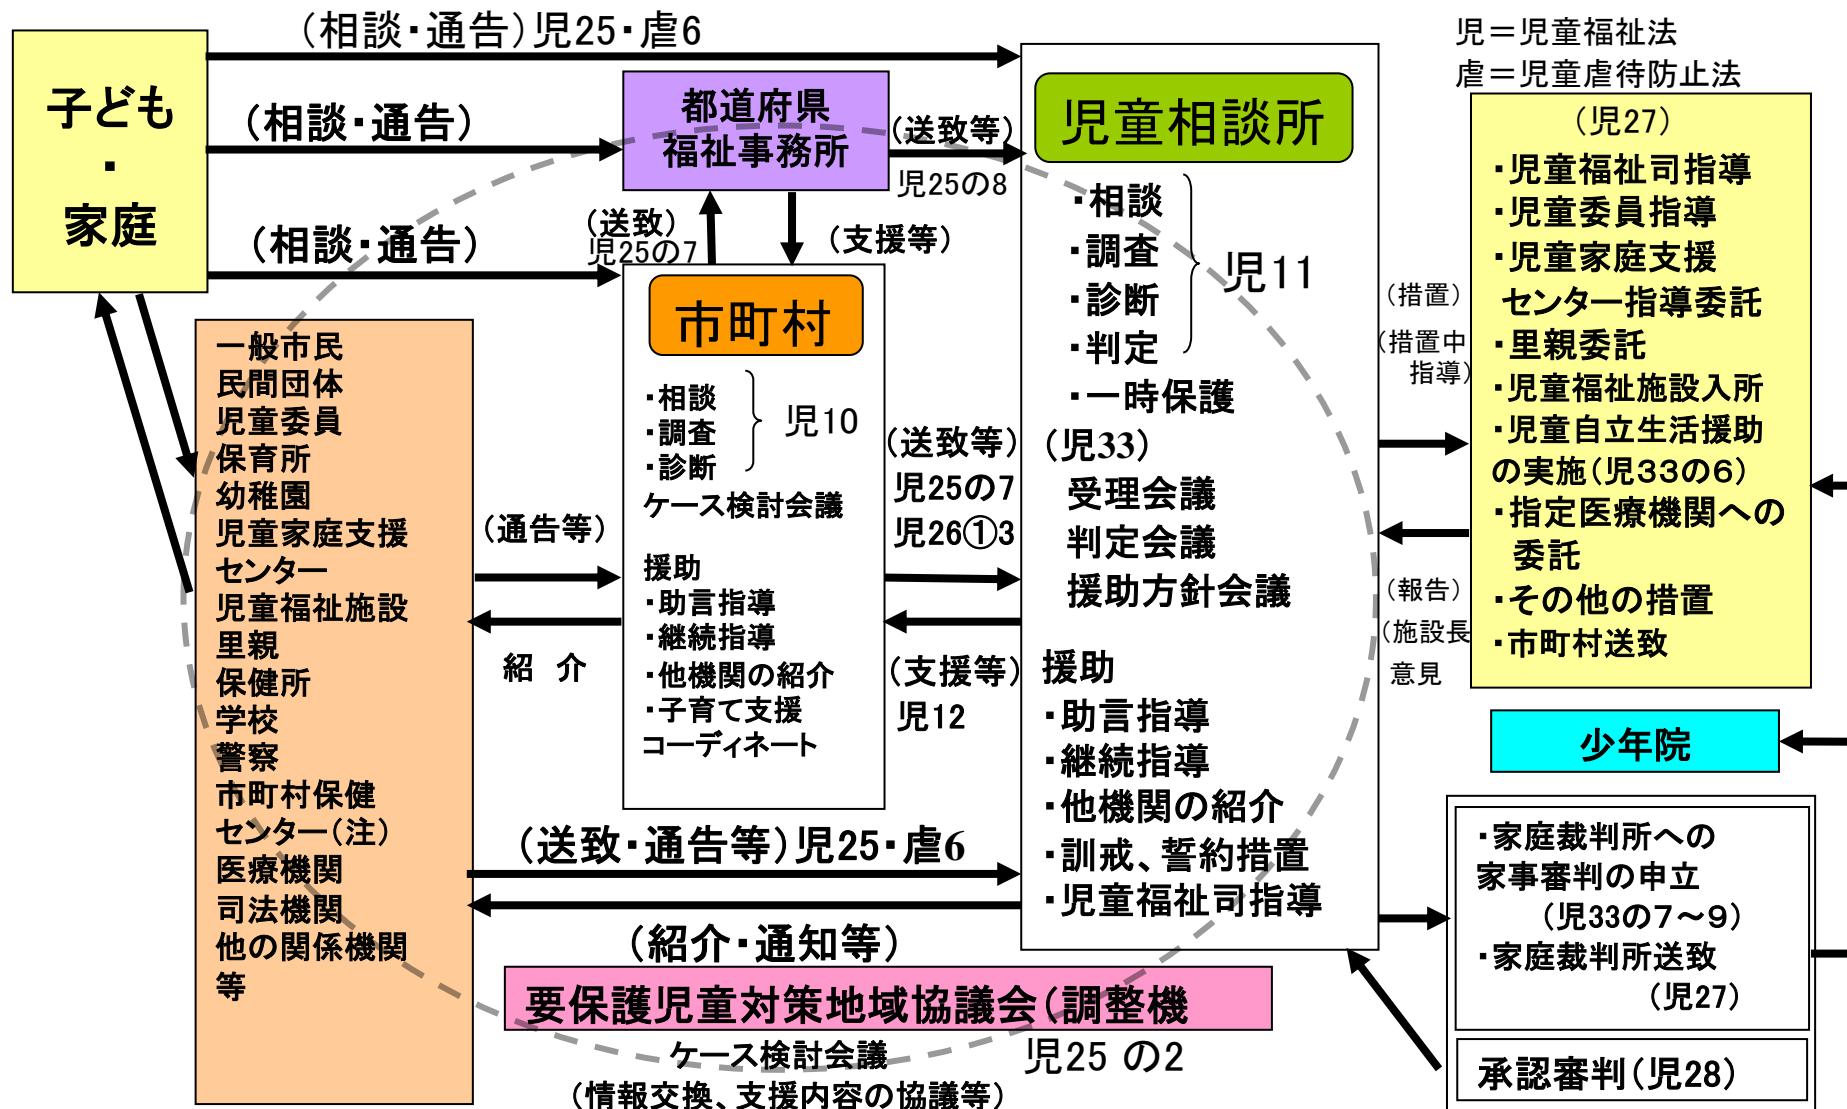 (相談・通告)児25・虐6
児＝児童福祉法
虐＝児童虐待防止法
子ども
・
家庭
(相談・通告)
(相談・通告)
都道府県
福祉事務所
(送致等)
児25の8
(送致)
児25の7
(支援等)
市町村
・相談
・調査
・診断
児10
ケース検討会議
援助
・助言指導
・継続指導
・他機関の紹介
・子育て支援
コーディネート
一般市民
民間団体
児童委員
保育所
幼稚園
児童家庭支援
センター
児童福祉施設
里親
保健所
学校
警察
市町村保健
センター(注)
医療機関
司法機関
他の関係機関
等
(通告等)
紹 介
(送致等)
児25の7
児26①3
(支援等)
児12
(送致・通告等)児25・虐6
(紹介・通知等)
児童相談所
・相談
・調査
・診断
・判定
児11
・一時保護
(児33)
受理会議
判定会議
援助方針会議
援助
・助言指導
・継続指導
・他機関の紹介
・訓戒、誓約措置
・児童福祉司指導
(措置)
(措置中
指導)
(報告)
(施設長
意見
(児27)
・児童福祉司指導
・児童委員指導
・児童家庭支援
センター指導委託
・里親委託
・児童福祉施設入所
・児童自立生活援助
の実施(児33の6)
・指定医療機関への
委託
・その他の措置
・市町村送致
少年院
・家庭裁判所への
家事審判の申立
(児33の7～9)
・家庭裁判所送致
(児27)
承認審判(児28)
要保護児童対策地域協議会(調整機
ケース検討会議
児25 の2
(情報交換、支援内容の協議等)